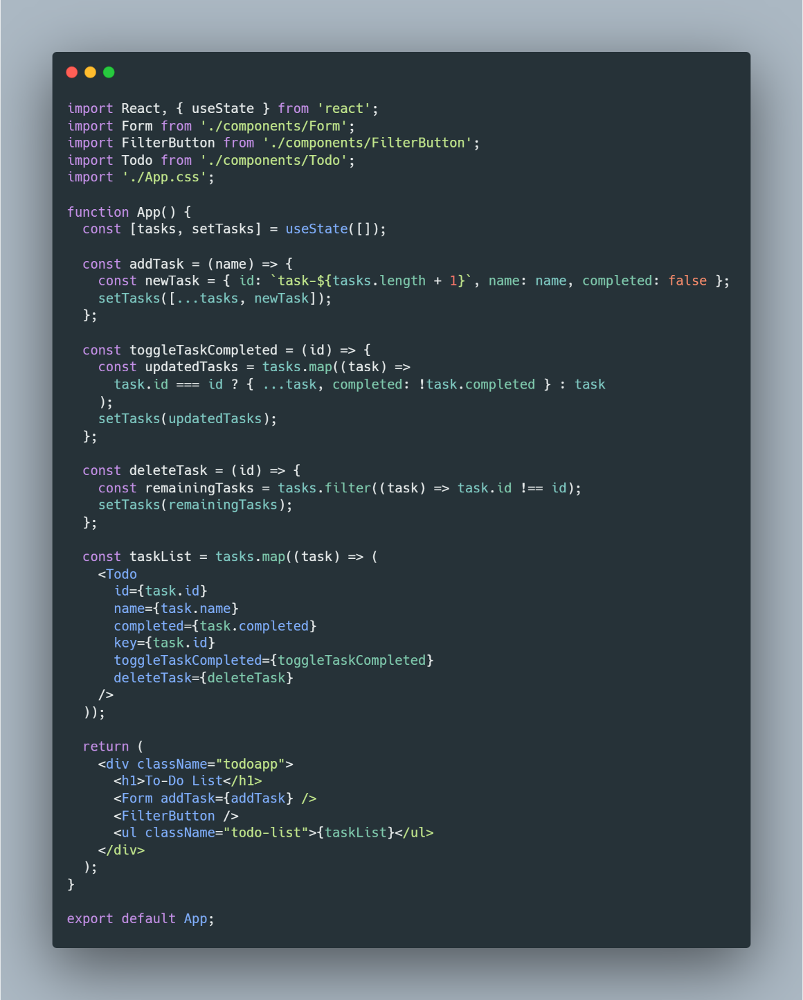 import React, { useState } from 'react';
import Form from './components/Form';
import FilterButton from './components/FilterButton';
import Todo from './components/Todo';
import './App.css';

function App() {
  const [tasks, setTasks] = useState([]);

  const addTask = (name) => {
    const newTask = { id: `task-${tasks.length + 1}`, name: name, completed: false };
    setTasks([...tasks, newTask]);
  };

  const toggleTaskCompleted = (id) => {
    const updatedTasks = tasks.map((task) =>
      task.id === id ? { ...task, completed: !task.completed } : task
    );
    setTasks(updatedTasks);
  };

  const deleteTask = (id) => {
    const remainingTasks = tasks.filter((task) => task.id !== id);
    setTasks(remainingTasks);
  };

  const taskList = tasks.map((task) => (
    <Todo
      id={task.id}
      name={task.name}
      completed={task.completed}
      key={task.id}
      toggleTaskCompleted={toggleTaskCompleted}
      deleteTask={deleteTask}
    />
  ));

  return (
    <div className="todoapp">
      <h1>To-Do List</h1>
      <Form addTask={addTask} />
      <FilterButton />
      <ul className="todo-list">{taskList}</ul>
    </div>
  );
}

export default App;